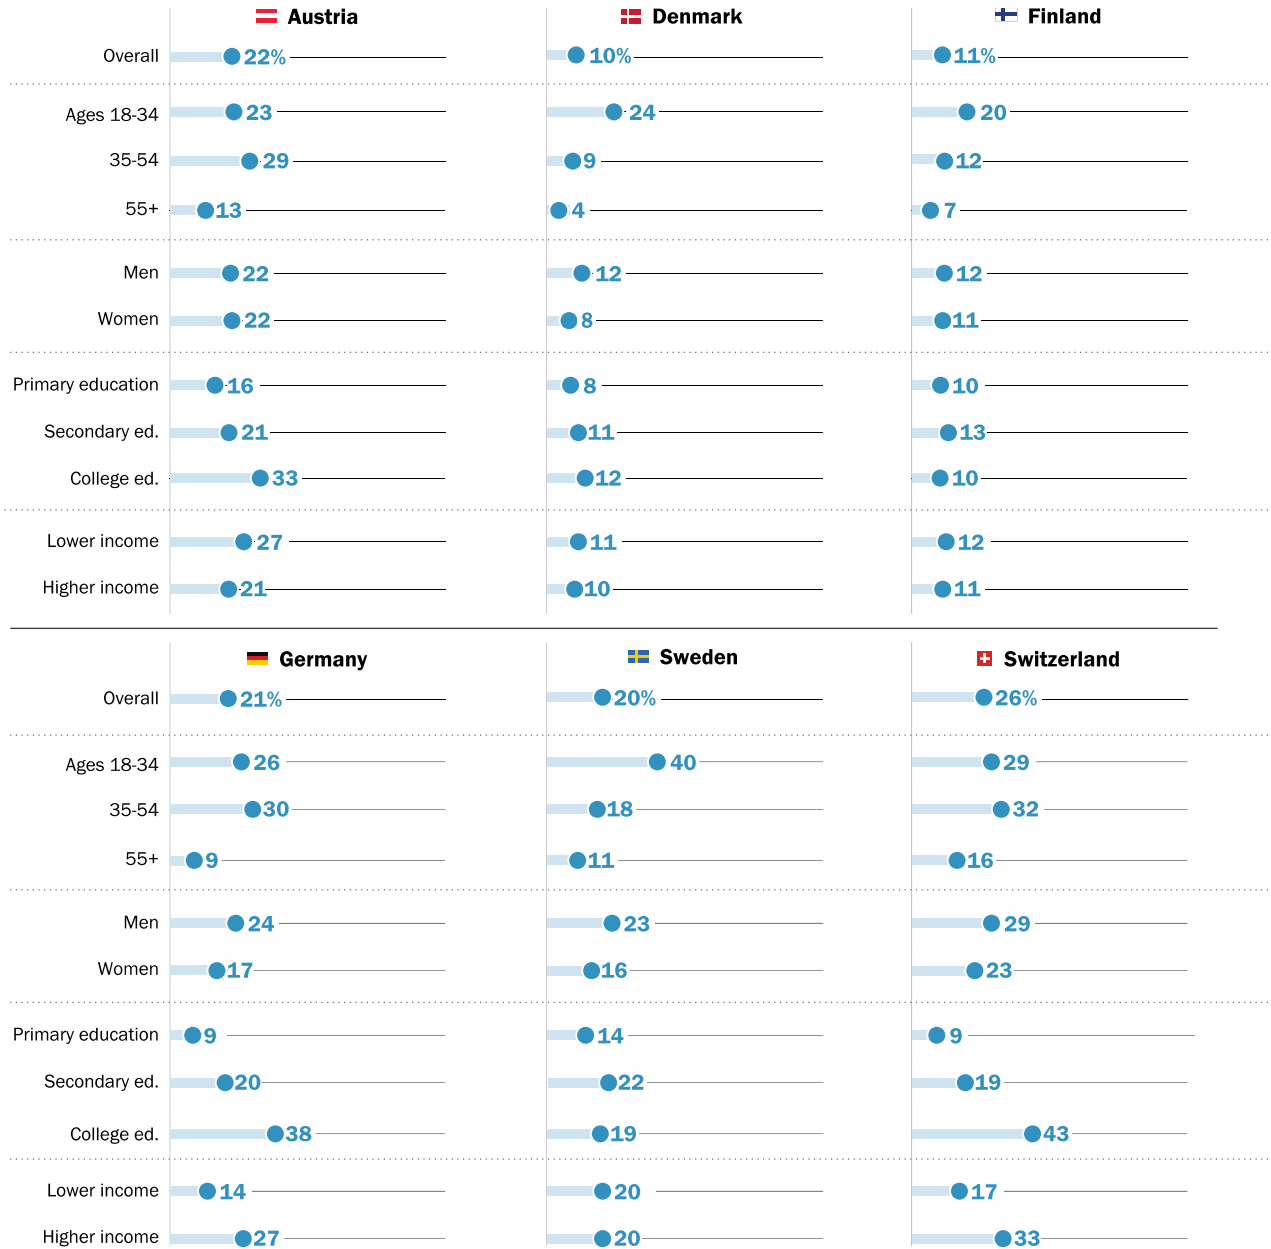 Austria Denmark Finland
Overall 22% 10% 11%
Ages 18-34 23 24 20
35-54 29 9 12
55+ 13 4 7
Men 22 12 12
Women 22 8 11
Primary education 16 8 10
Secondary ed. 21 11 13
College ed. 33 12 10
Lower income 27 11 12
Higher income 21 10 11
Germany Sweden Switzerland
Overall 21% 20% 26%
Ages 18-34 26 40 29
35-54 30 18 32
55+ 9 11 16
Men 24 23 29
Women 17 16 23
Primary education 9 14 9
Secondary ed. 20 22 19
College ed. 38 19 43
Lower income 14 20 17
Higher income 27 20 33